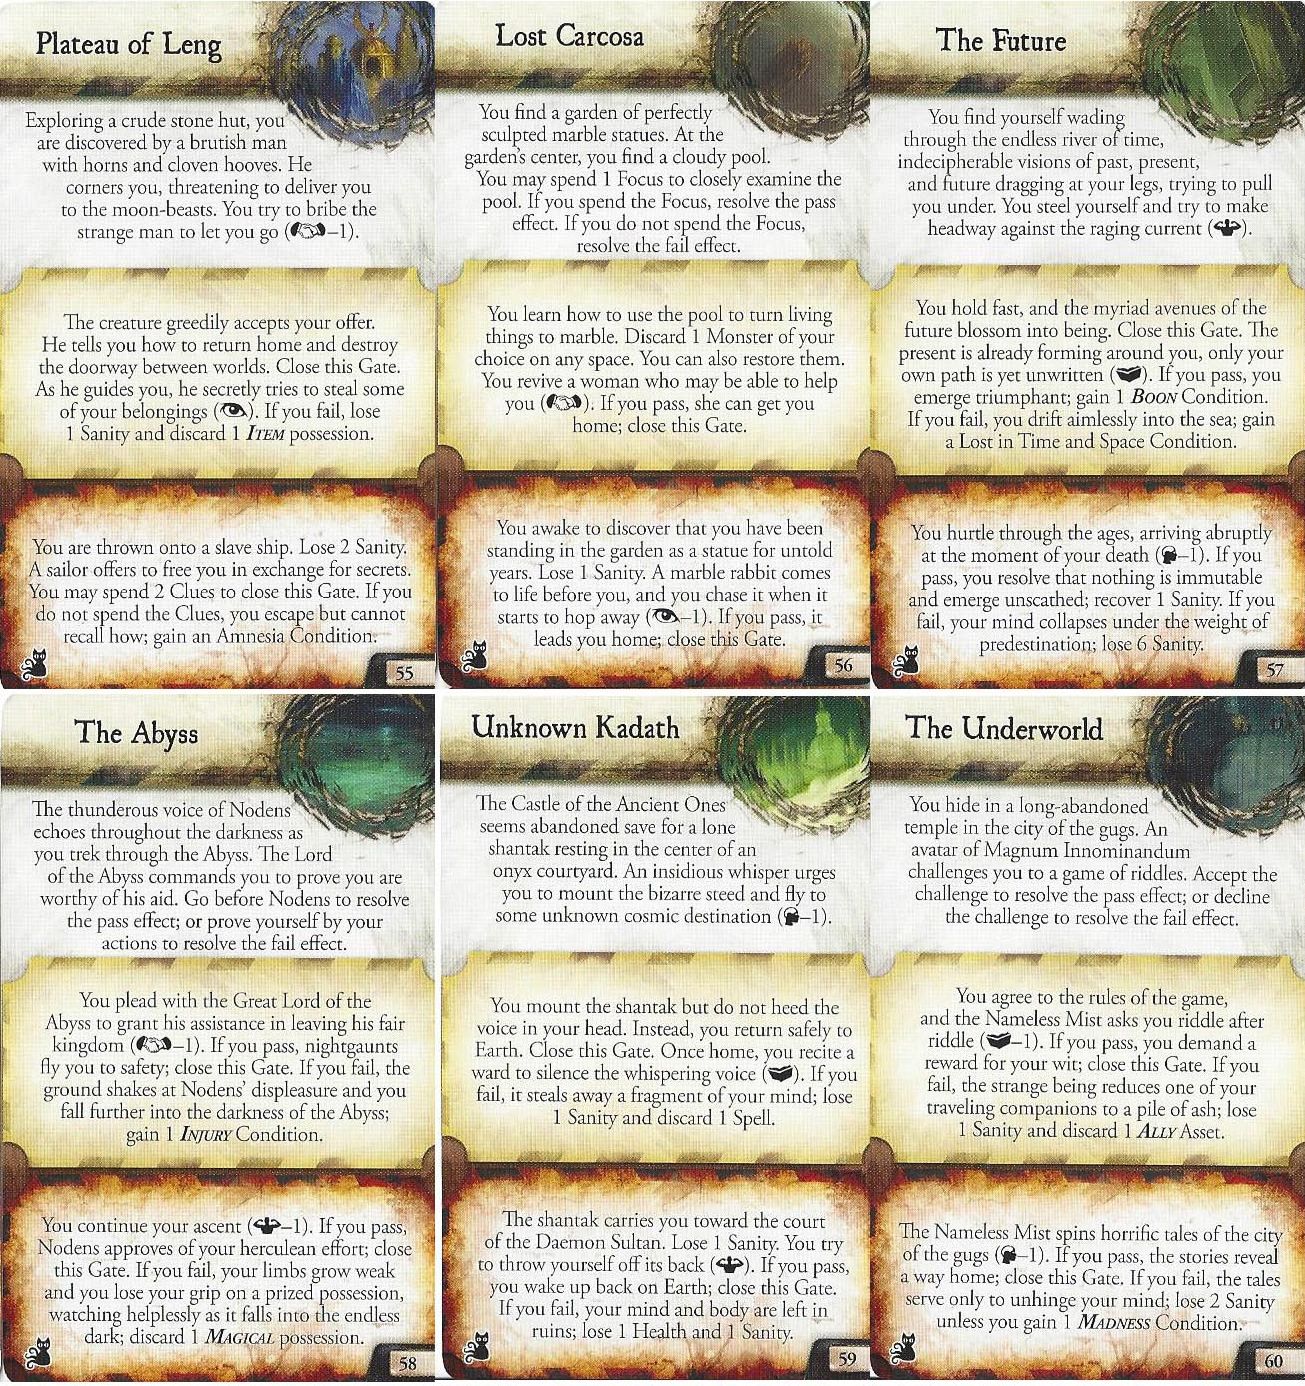 Plateau of Leng
Exploring a crude stone hut, you
are discovered by a brutish man
with horns and cloven hooves. He
corners you, threatening to deliver you
to the moon-beasts. You try to bribe the
strange man to let you go (–1).
The creature greedily accepts your offer.
He tells you how to return home and destroy
the doorway between worlds. Close this Gate.
As he guides you, he secretly tries to steal some
of your belongings (). If you fail, lose
1 Sanity and discard 1 ITEM possession.
You are thrown onto a slave ship. Lose 2 Sanity.
A sailor offers to free you in exchange for secrets.
You may spend 2 Clues to close this Gate. If you
do not spend the Clues, you escape but cannot
recall how; gain an Amnesia Condition.
55
Lost Carcosa
You find a garden of perfectly
sculpted marble statues. At the
garden's center, you find a cloudy pool.
You may spend 1 Focus to closely examine the
pool. If you spend the Focus, resolve the pass
effect. If you do not spend the Focus,
resolve the fail effect.
You learn how to use the pool to turn living
things to marble. Discard 1 Monster of your
choice on any space. You can also restore them.
You revive a woman who may be able to help
you (). If you pass, she can get you
home; close this Gate.
You awake to discover that you have been
standing in the garden as a statue for untold
years. Lose 1 Sanity. A marble rabbit comes
to life before you, and you chase it when it
starts to hop away (–1). If you pass, it
leads you home; close this Gate.
56
The Future
You find yourself wading
through the endless river of time,
indecipherable visions of past, present,
and future dragging at your legs, trying to pull
you under. You steel yourself and try to make
headway against the raging current ().
You hold fast, and the myriad avenues of the
future blossom into being. Close this Gate. The
present is already forming around you, only your
own path is yet unwritten (). If you pass, you
emerge triumphant; gain 1 BOON Condition.
If you fail, you drift aimlessly into the sea; gain
a Lost in Time and Space Condition.
You hurtle through the ages, arriving abruptly
at the moment of your death (–1). If you
pass, you resolve that nothing is immutable
and emerge unscathed; recover 1 Sanity. If you
fail, your mind collapses under the weight of
predestination; lose 6 Sanity.
57
The Abyss
The thunderous voice of Nodens
echoes throughout the darkness as
you trek through the Abyss. The Lord
of the Abyss commands you to prove you are
worthy of his aid. Go before Nodens to resolve
the pass effect; or prove yourself by your
actions to resolve the fail effect.
You plead with the Great Lord of the
Abyss to grant his assistance in leaving his fair
kingdom (–1). If you pass, nightgaunts
fly you to safety; close this Gate. If you fail, the
ground shakes at Nodens' displeasure and you
fall further into the darkness of the Abyss;
gain 1 INJURY Condition.
You continue your ascent (–1). If you pass,
Nodens approves of your herculean effort; close
this Gate. If you fail, your limbs grow weak
and you lose your grip on a prized possession,
watching helplessly as it falls into the endless
dark; discard 1 MAGICAL possession.
58
Unknown Kadath
The Castle of the Ancient Ones
seems abandoned save for a lone
shantak resting in the center of an
onyx courtyard. An insidious whisper urges
you to mount the bizarre steed and fly to
some unknown cosmic destination (–1).
You mount the shantak but do not heed the
voice in your head. Instead, you return safely to
Earth. Close this Gate. Once home, you recite a
ward to silence the whispering voice (). If you
fail, it steals away a fragment of your mind; lose
1 Sanity and discard 1 Spell.
The shantak carries you toward the court
of the Daemon Sultan. Lose 1 Sanity. You try
to throw yourself off its back (). If you pass,
you wake up back on Earth; close this Gate.
If you fail, your mind and body are left in
ruins; lose 1 Health and 1 Sanity.
59
The Underworld
You hide in a long-abandoned
temple in the city of the gugs. An
avatar of Magnum Innominandum
challenges you to a game of riddles. Accept the
challenge to resolve the pass effect; or decline
the challenge to resolve the fail effect.
You agree to the rules of the game,
and the Nameless Mist asks you riddle after
riddle (–1). If you pass, you demand a
reward for your wit; close this Gate. If you
fail, the strange being reduces one of your
traveling companions to a pile of ash; lose
1 Sanity and discard 1 ALLY Asset.
The Nameless Mist spins horrific tales of the city
of the gugs (–1). If you pass, the stories reveal
a way home; close this Gate. If you fail, the tales
serve only to unhinge your mind; lose 2 Sanity
unless you gain 1 MADNESS Condition.
60